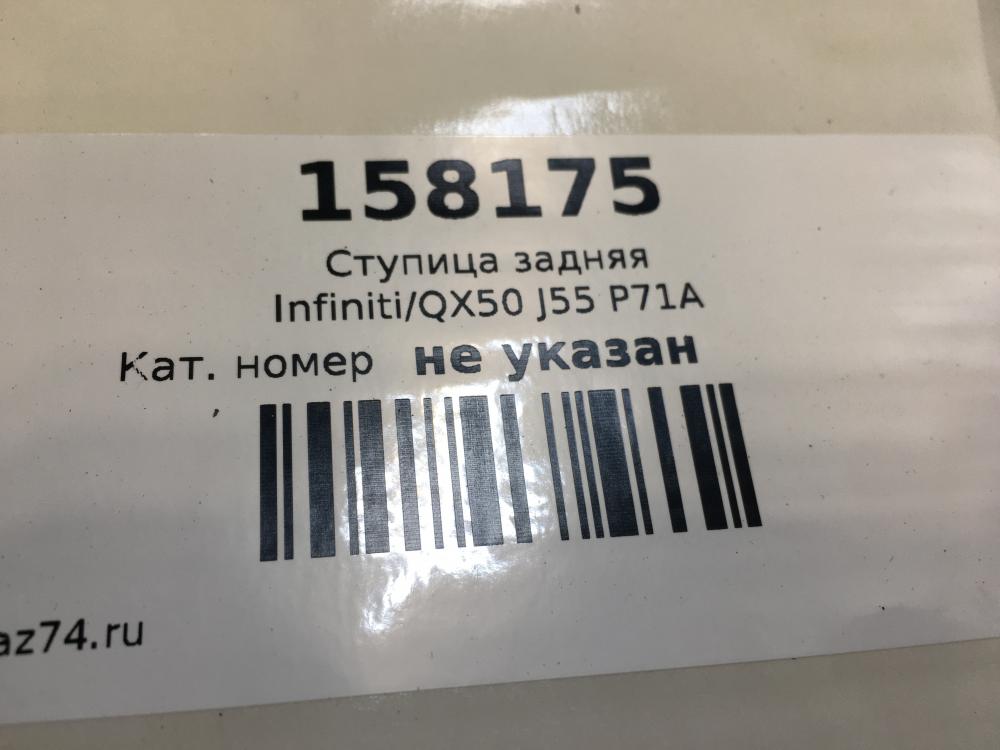 158175
Ступица задняя
Infiniti/QX50 J55 P71A
Кат. номер не указан
az74.ru